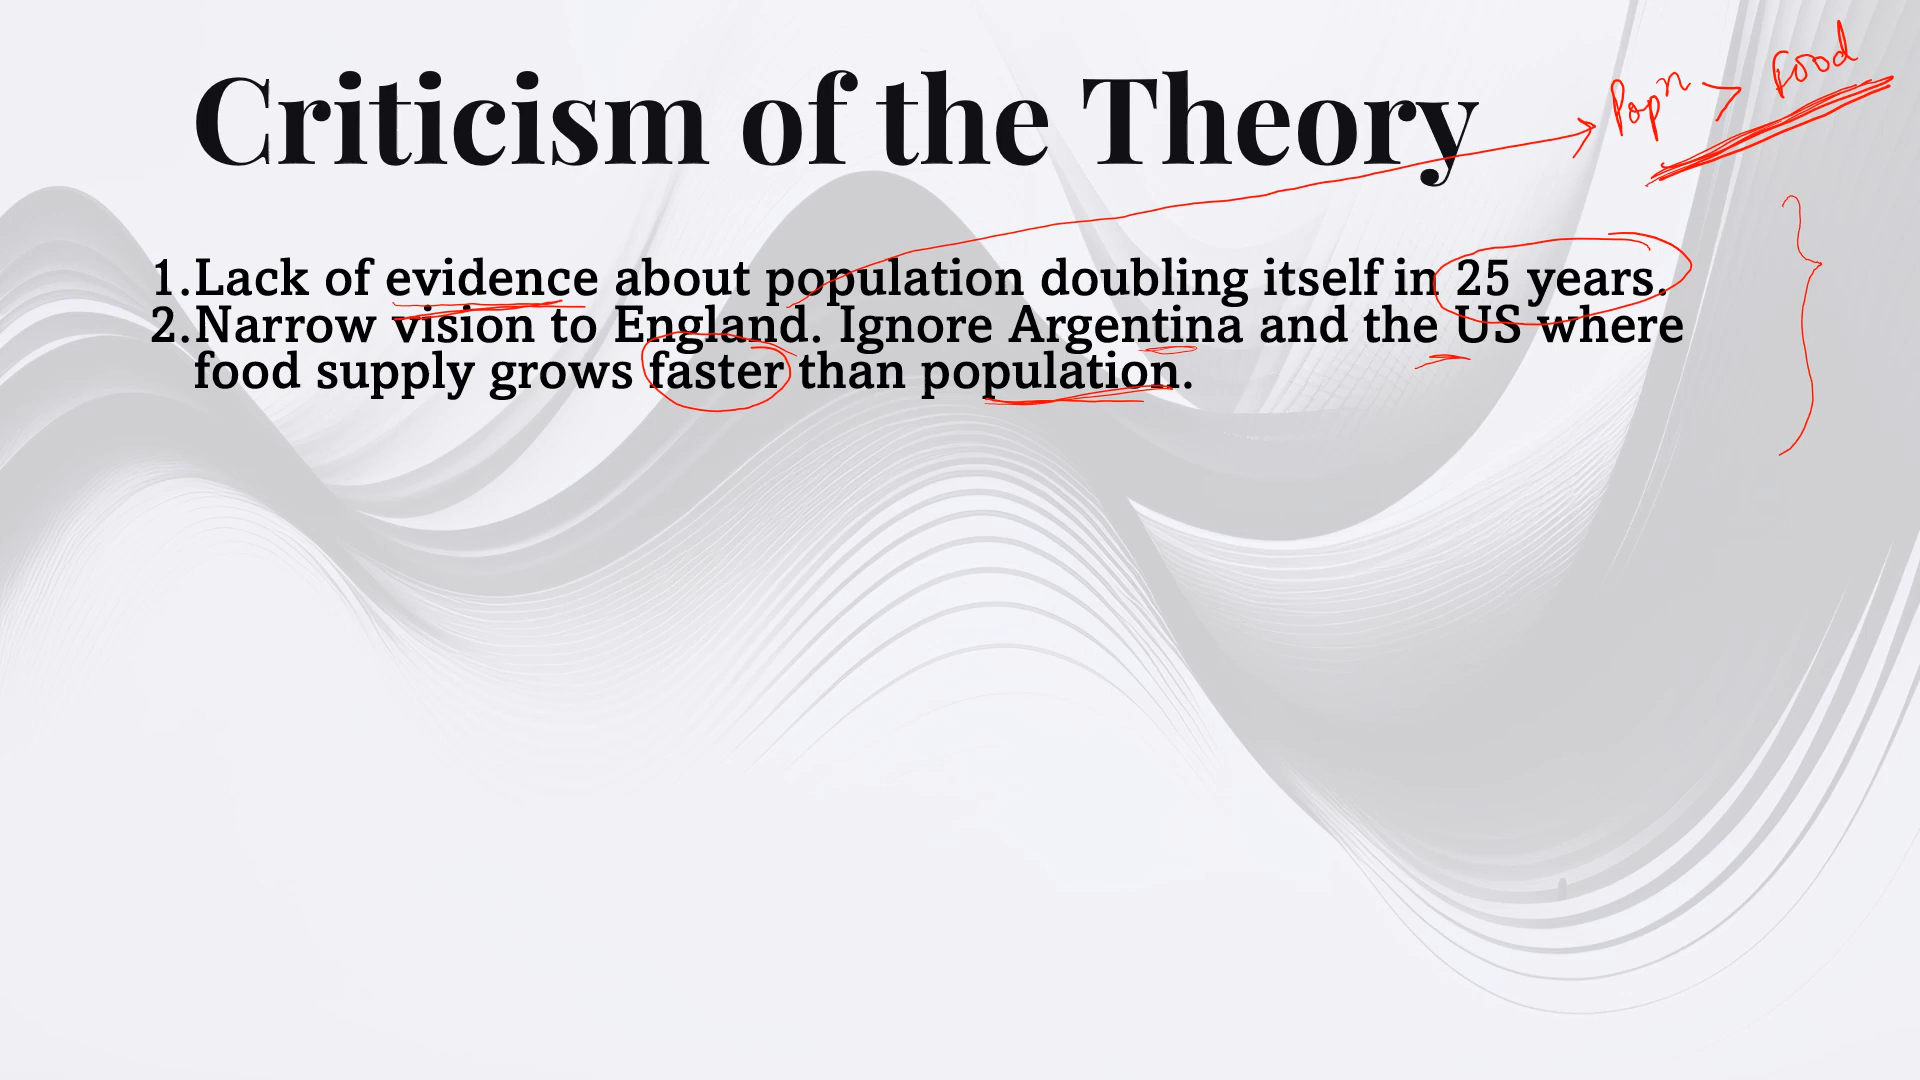 Criticism of the Theory
Popn > Food
1.Lack of evidence about population doubling itself in 25 years.
2.Narrow vision to England. Ignore Argentina and the US where
food supply grows faster than population.